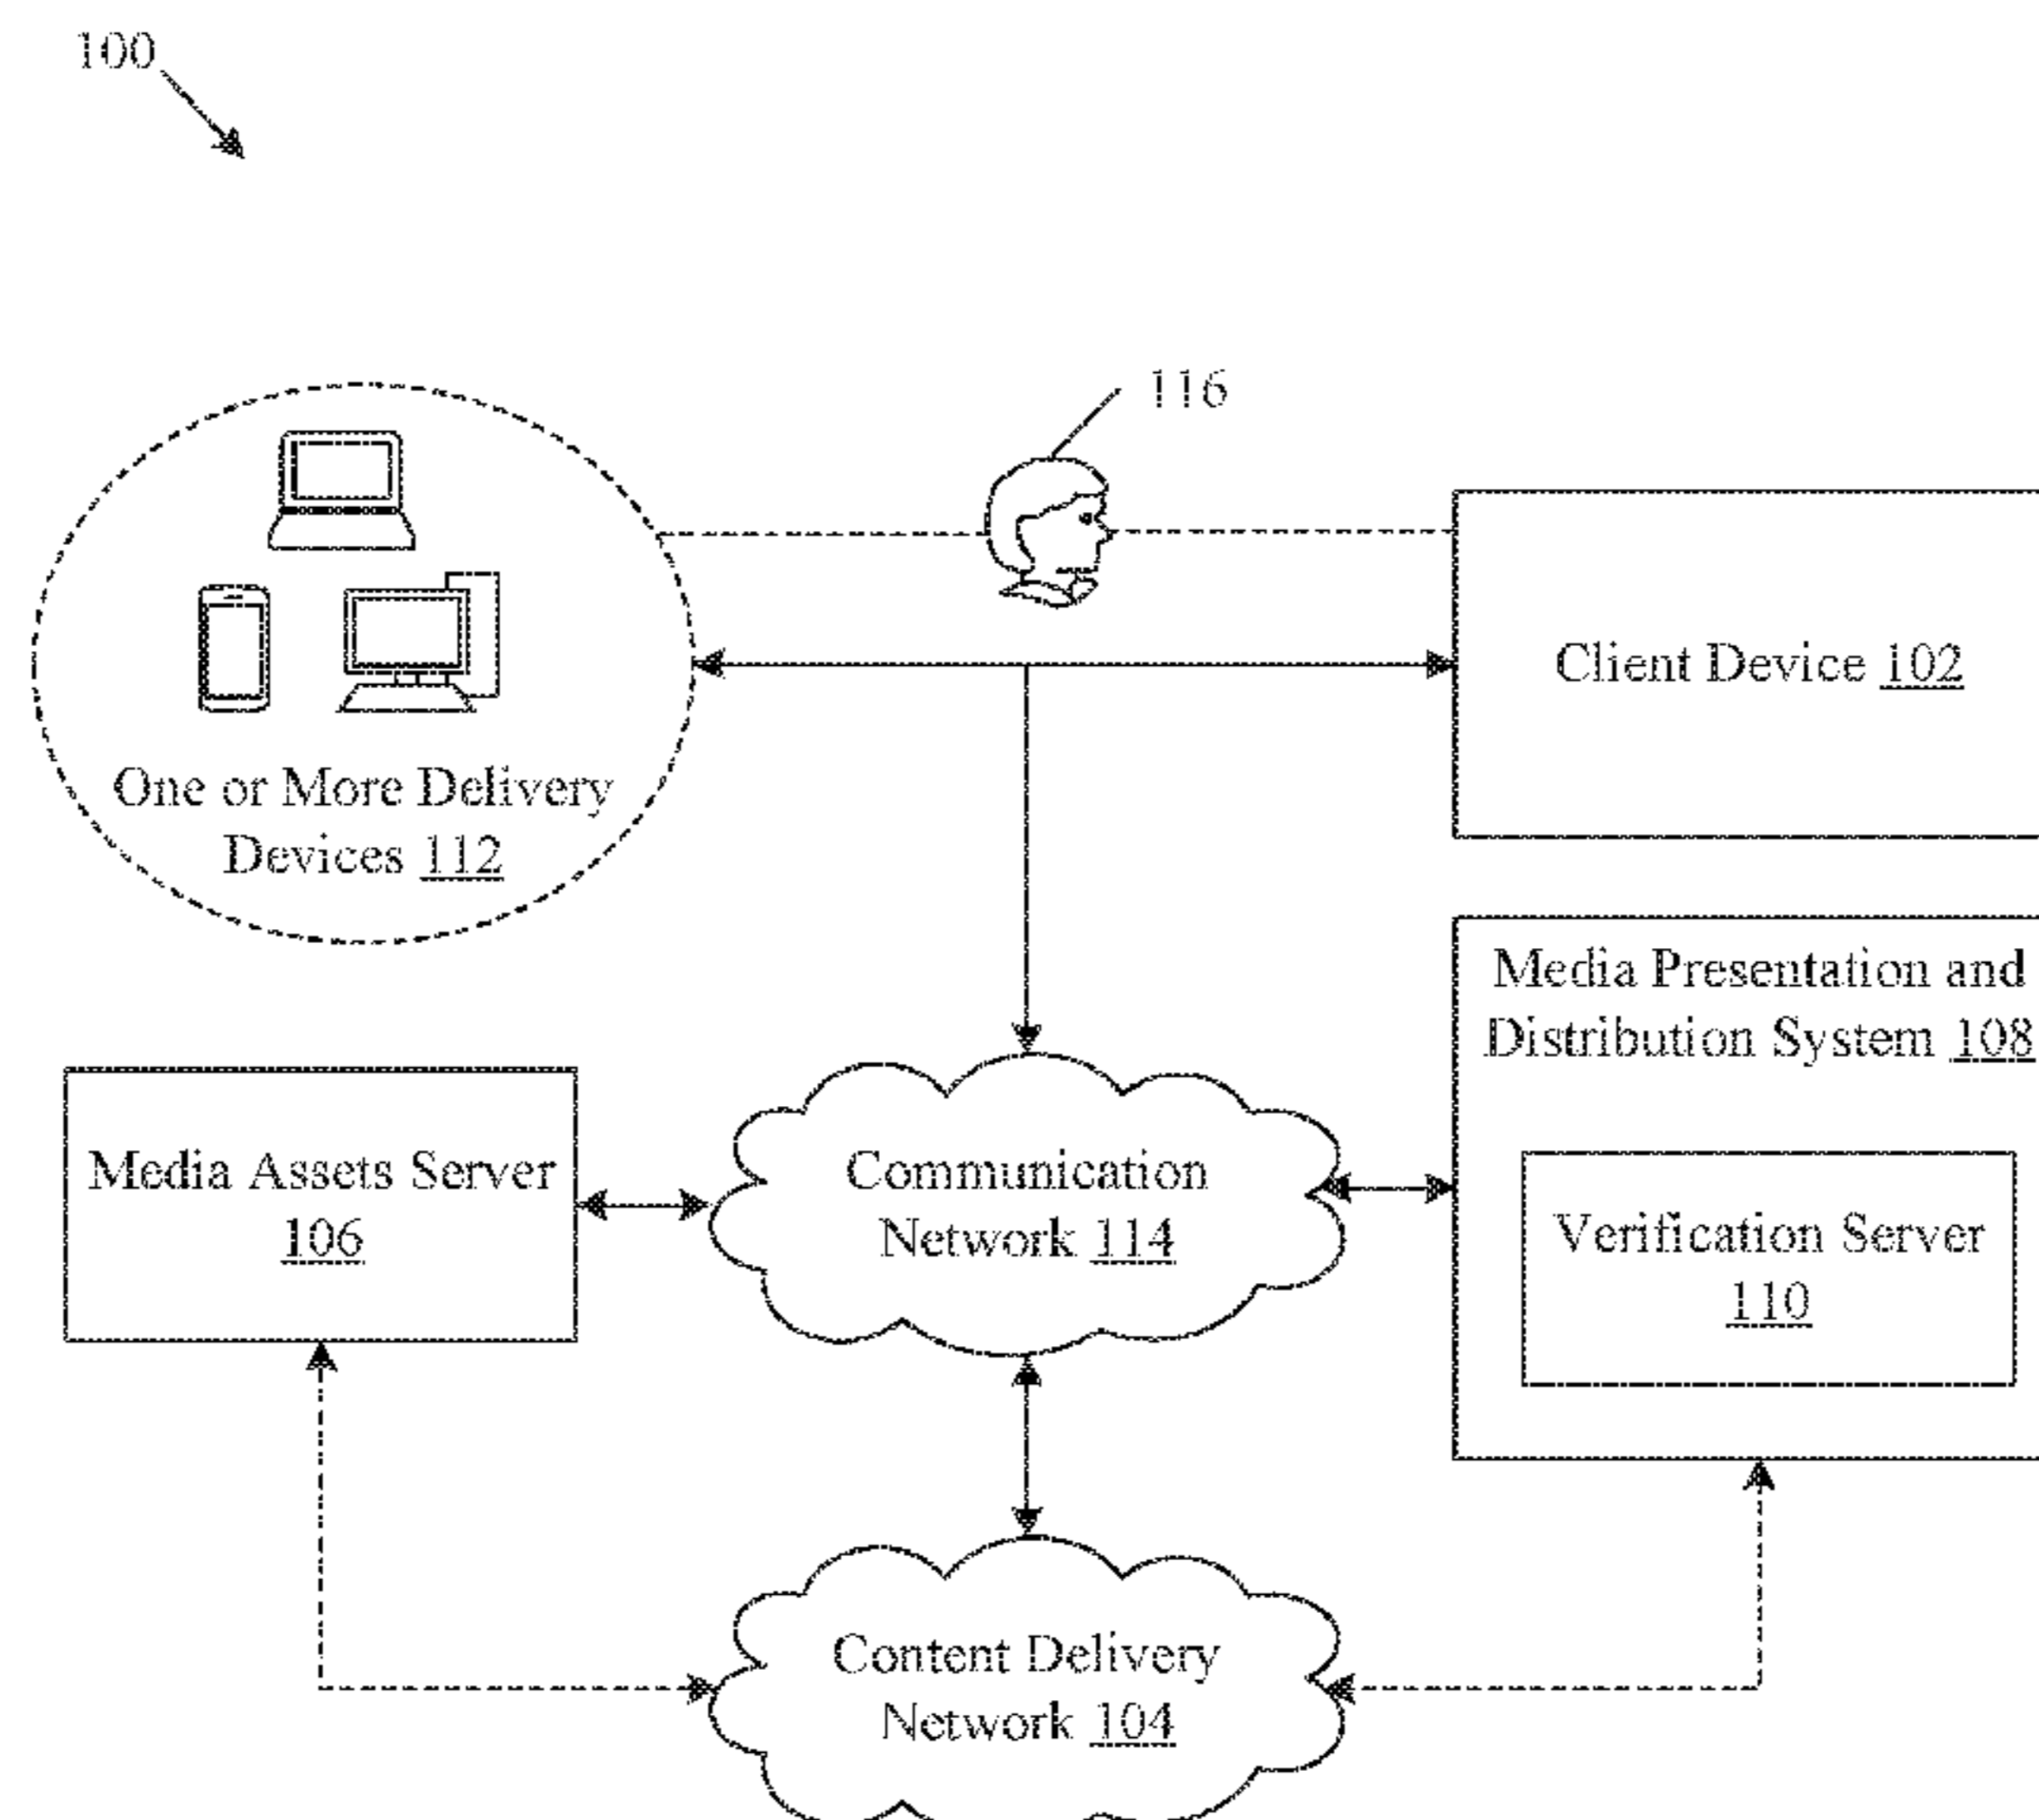 100
116
Client Device 102
One or More Delivery
Devices 112
Media Presentation and
Distribution System 108
Media Assets Server
106
Communication
Network 114
Verification Server
110
Content Delivery
Network 104